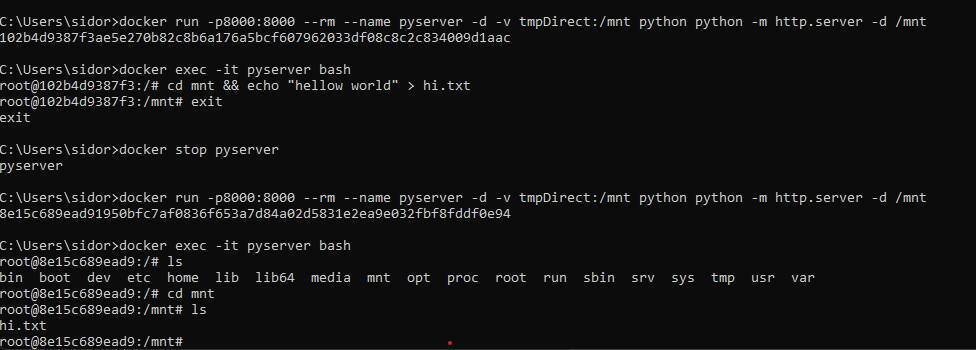 C:\Users\sidor>docker run -p8000:8000 --rm --name pyserver -d -v tmpDirect:/mnt python python -m http.server -d /mnt
102b4d9387f3ae5e270b82c8b6a176a5bcf607962033df08c8c2c834009d1aac
C:\Users\sidor>docker exec -it pyserver bash
root@102b4d9387f3:/# cd mnt && echo "hellow world" > hi.txt
root@102b4d9387f3:/mnt# exit
exit
C:\Users\sidor>docker stop pyserver
pyserver
C:\Users\sidor>docker run -p8000:8000 --rm --name pyserver -d -v tmpDirect:/mnt python python -m http.server -d /mnt
8e15c689ead91950bfc7af0836f653a7d84a02d5831e2ea9e032fbf8fddf0e94
C:\Users\sidor>docker exec -it pyserver bash
root@8e15c689ead9:/# ls
bin boot dev etc home lib lib64 media mnt opt proc root run sbin srv sys tmp usr var
root@8e15c689ead9:/# cd mnt
root@8e15c689ead9:/mnt# ls
hi.txt
root@8e15c689ead9:/mnt#